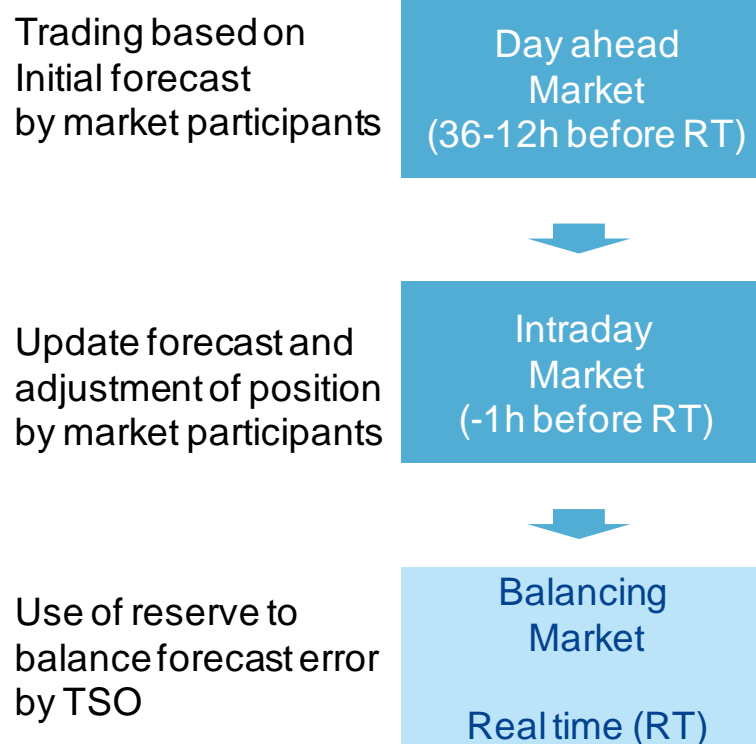 Trading based on
Initial forecast
by market participants
Day ahead
Market
(36-12h before RT)
Update forecast and
adjustment of position
by market participants
Intraday
Market
(-1h before RT)
Use of reserve to
balance forecast error
by TSO
Balancing
Market
Real time (RT)